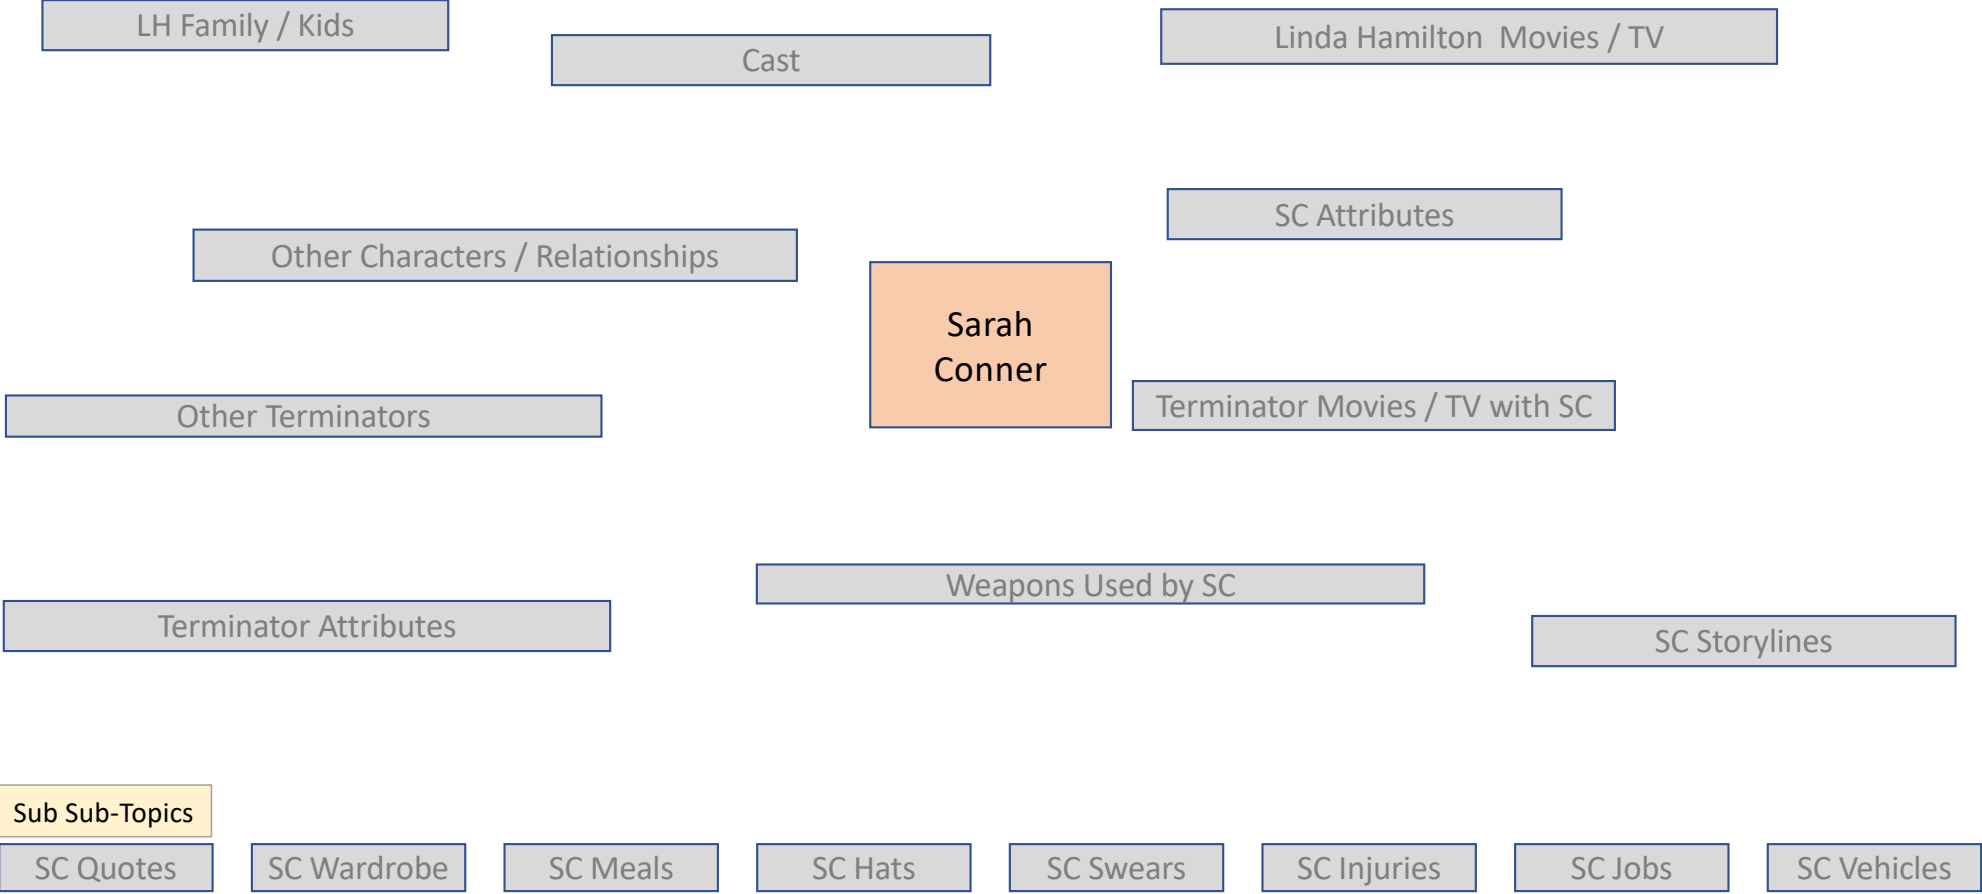 LH Family / Kids
Cast
Linda Hamilton  Movies / TV
SC Attributes
Other Characters / Relationships
Sarah
Conner
Other Terminators
Terminator Movies / TV with SC
Weapons Used by SC
Terminator Attributes
SC Storylines
Sub Sub-Topics
SC Quotes
SC Wardrobe
SC Meals
SC Hats
SC Swears
SC Injuries
SC Jobs
SC Vehicles